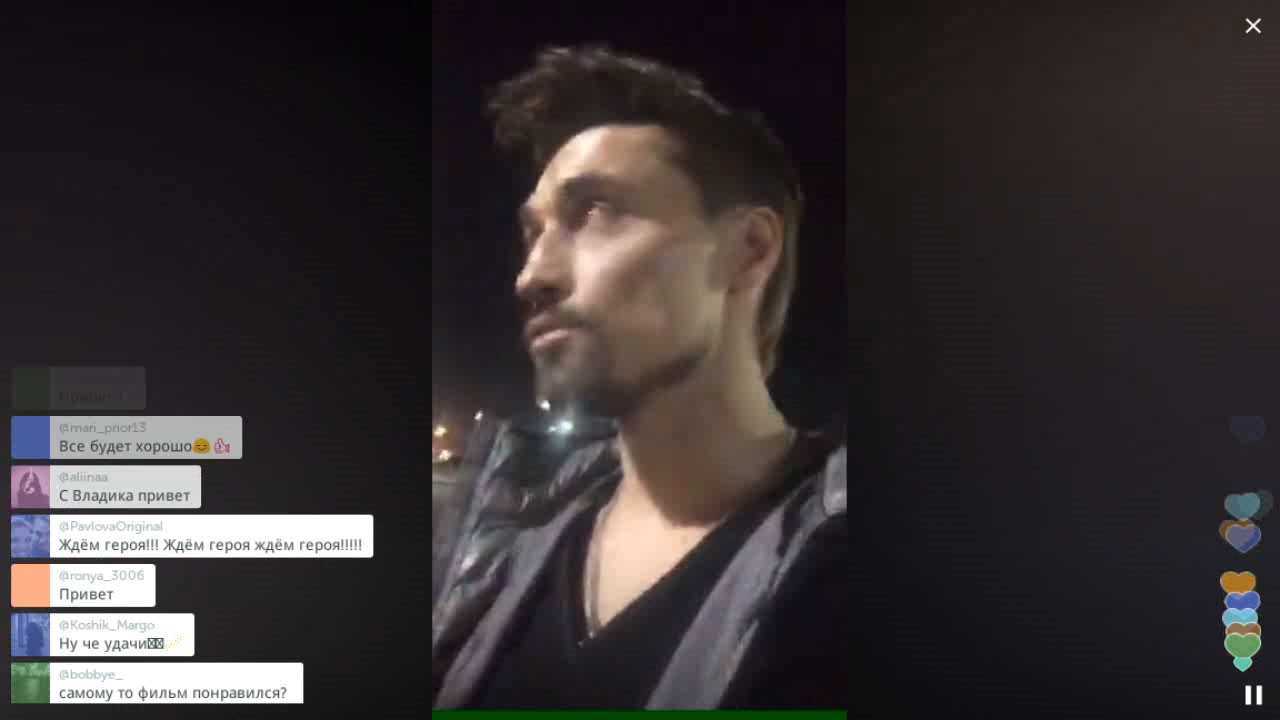 @mari_prior13
Все будет хорошо😊👍
@aliinaa
С Владика привет
@PavlovaOriginal
Ждём героя!!! Ждём героя ждём героя!!!!!
@ronya_3006
Привет
@Koshik_Margo
Ну че удачи
@bobbye_
самому то фильм понравился?